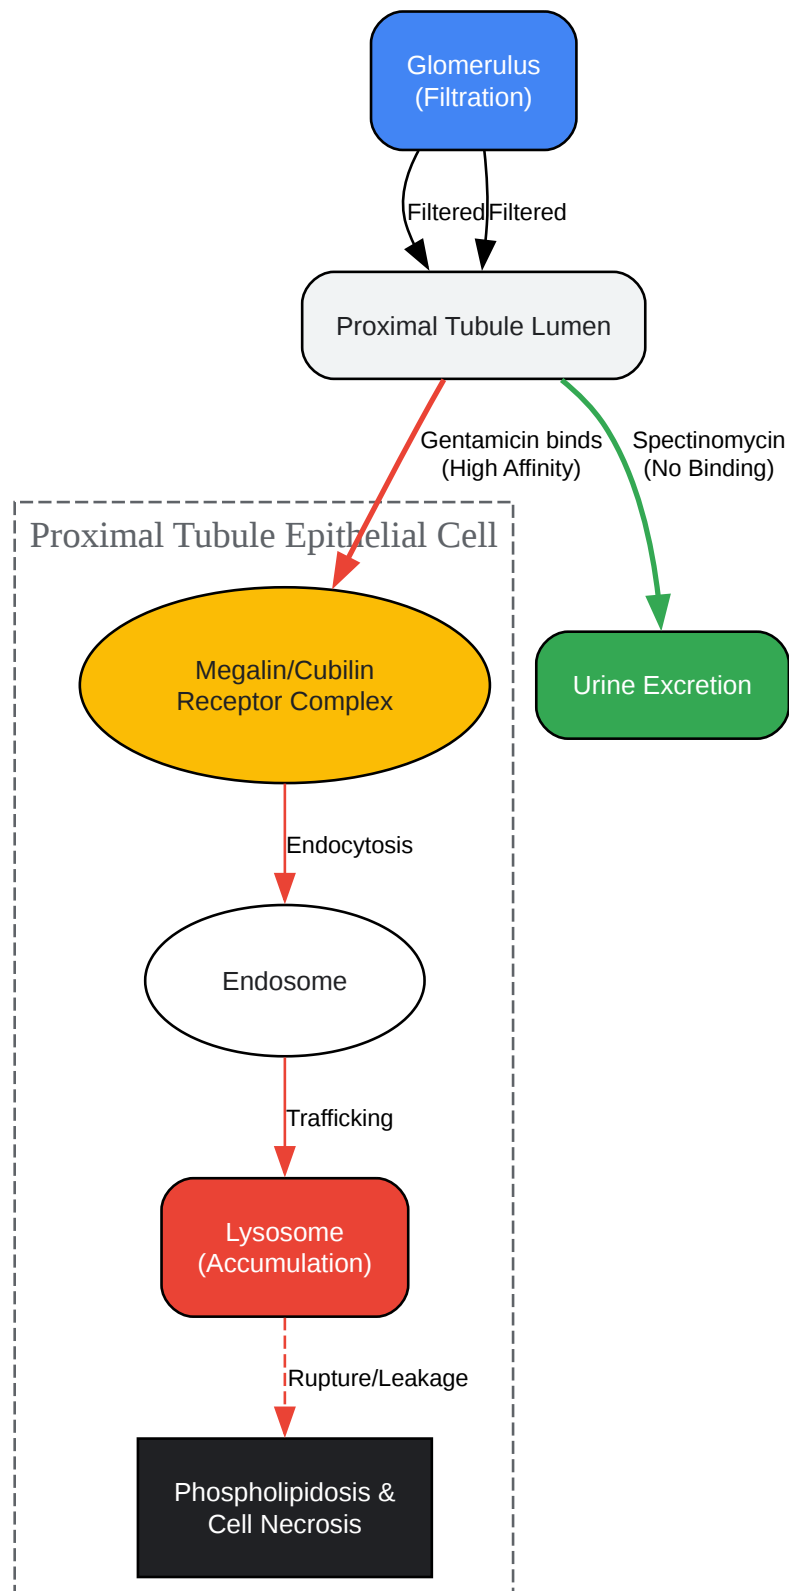 Glomerulus
(Filtration)
Filtered
Filtered
Proximal Tubule Lumen
Gentamicin binds
(High Affinity)
Spectinomycin
(No Binding)
Proximal Tubule Epithelial Cell
Megalin/Cubilin
Receptor Complex
Urine Excretion
Endocytosis
Endosome
Trafficking
Lysosome
(Accumulation)
Rupture/Leakage
Phospholipidosis &
Cell Necrosis